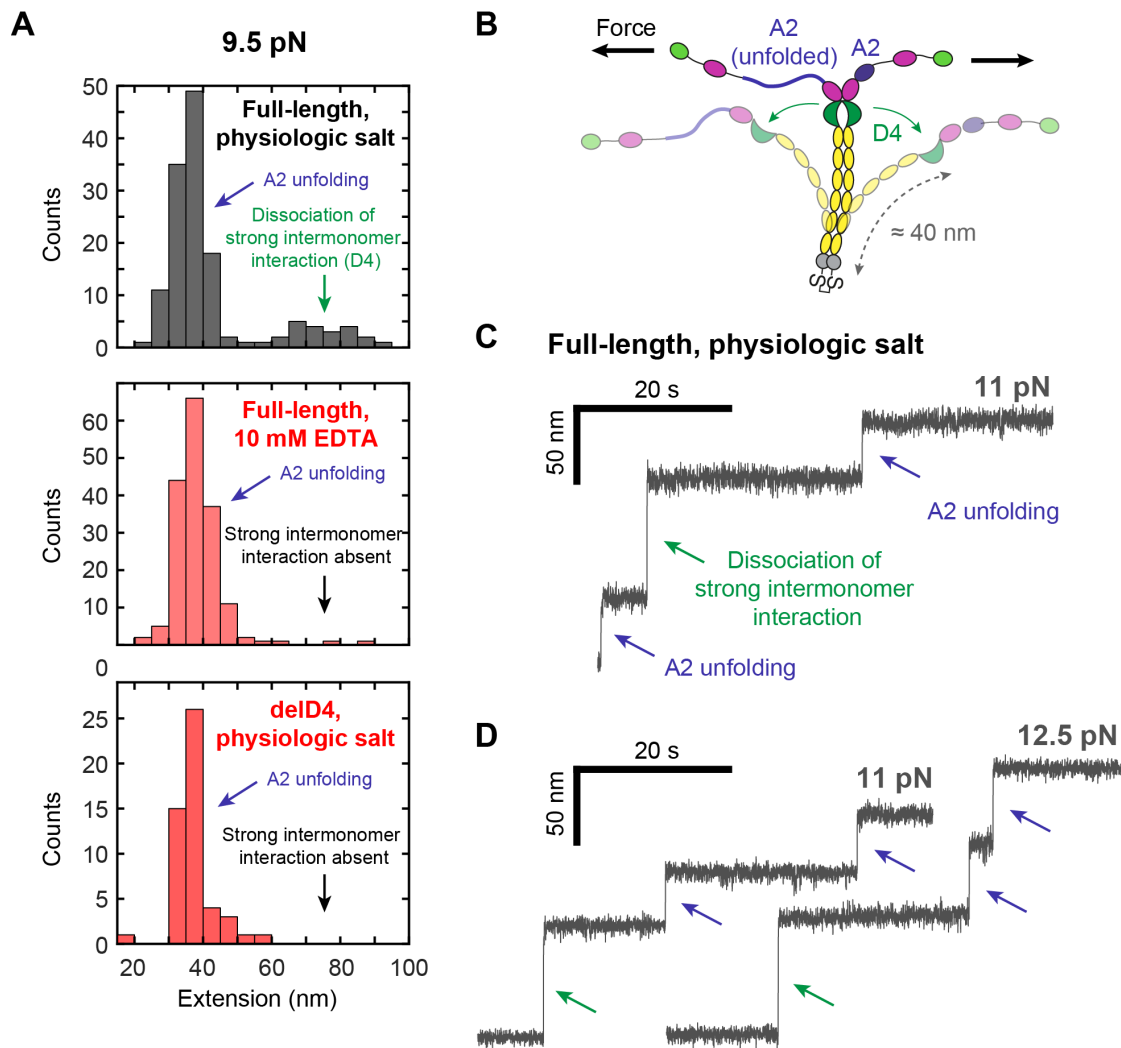 A
9.5 pN
50
40
30
20
10
0
Counts
Full-length,
physiologic salt
A2 unfolding
Dissociation of
strong intermonomer
interaction (D4)
60
50
40
30
20
10
0
Counts
Full-length,
10 mM EDTA
A2 unfolding
Strong intermonomer
interaction absent
25
20
15
10
5
0
Counts
delD4,
physiologic salt
A2 unfolding
Strong intermonomer
interaction absent
20 40 60 80 100
Extension (nm)
B
Force
A2
(unfolded)
A2
D4
≈ 40 nm
S
S
C
Full-length, physiologic salt
20 s
50 nm
11 pN
A2 unfolding
Dissociation of
strong intermonomer
interaction
A2 unfolding
D
20 s
50 nm
11 pN
12.5 pN